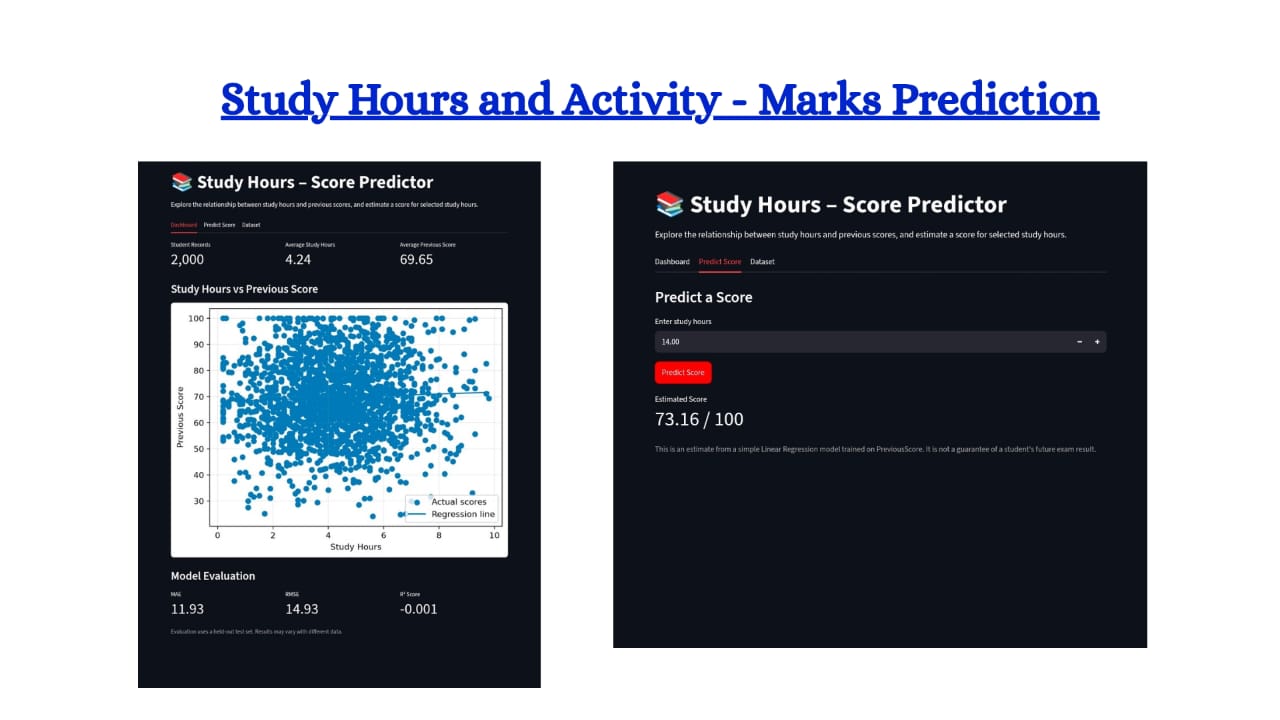 Study Hours and Activity - Marks Prediction
📚 Study Hours – Score Predictor
Explore the relationship between study hours and previous scores, and estimate a score for selected study hours.
Dashboard Predict Score Dataset
Student Records Average Study Hours Average Previous Score
2,000 4.24 69.65
Study Hours vs Previous Score
100
90
80
70
60
50
40
30
Previous Score
Actual scores
Regression line
0 2 4 6 8 10
Study Hours
Model Evaluation
MAE RMSE R² Score
11.93 14.93 -0.001
Evaluation uses a held-out test set. Results may vary with different data.
📚 Study Hours – Score Predictor
Explore the relationship between study hours and previous scores, and estimate a score for selected study hours.
Dashboard Predict Score Dataset
Predict a Score
Enter study hours
14.00 − +
Predict Score
Estimated Score
73.16 / 100
This is an estimate from a simple Linear Regression model trained on PreviousScore. It is not a guarantee of a student's future exam result.